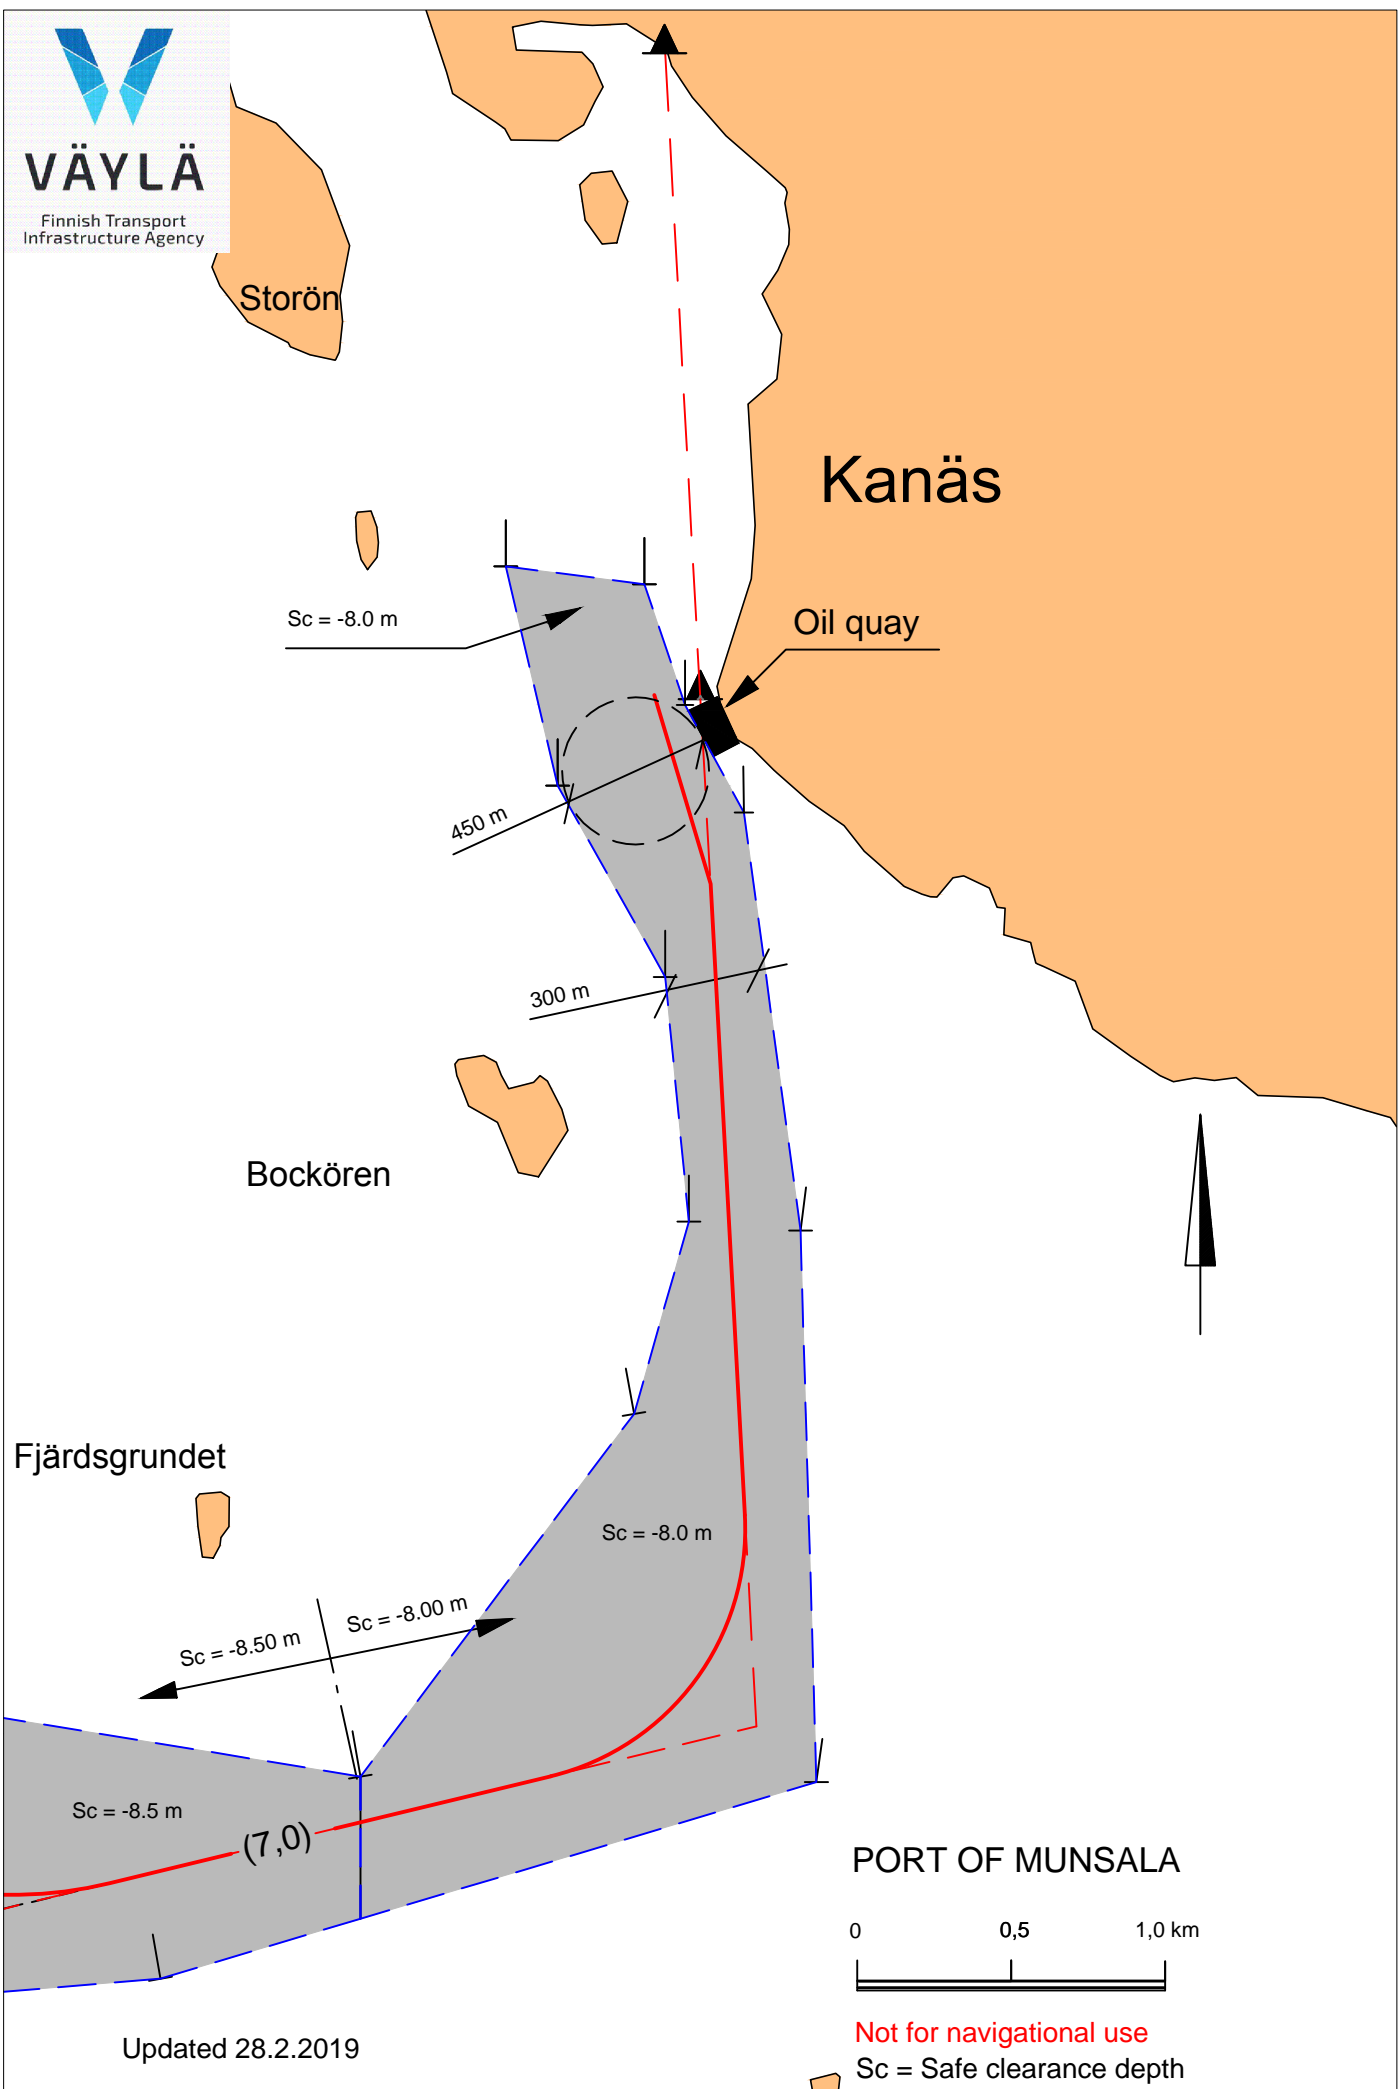 VÄYLÄ
Finnish Transport
Infrastructure Agency
Storön
Kanäs
Sc = -8.0 m
Oil quay
450 m
300 m
Bockören
Fjärdsgrundet
Sc = -8.0 m
Sc = -8.50 m
Sc = -8.00 m
Sc = -8.5 m
(7,0)
PORT OF MUNSALA
0 0,5 1,0 km
Not for navigational use
Sc = Safe clearance depth
Updated 28.2.2019